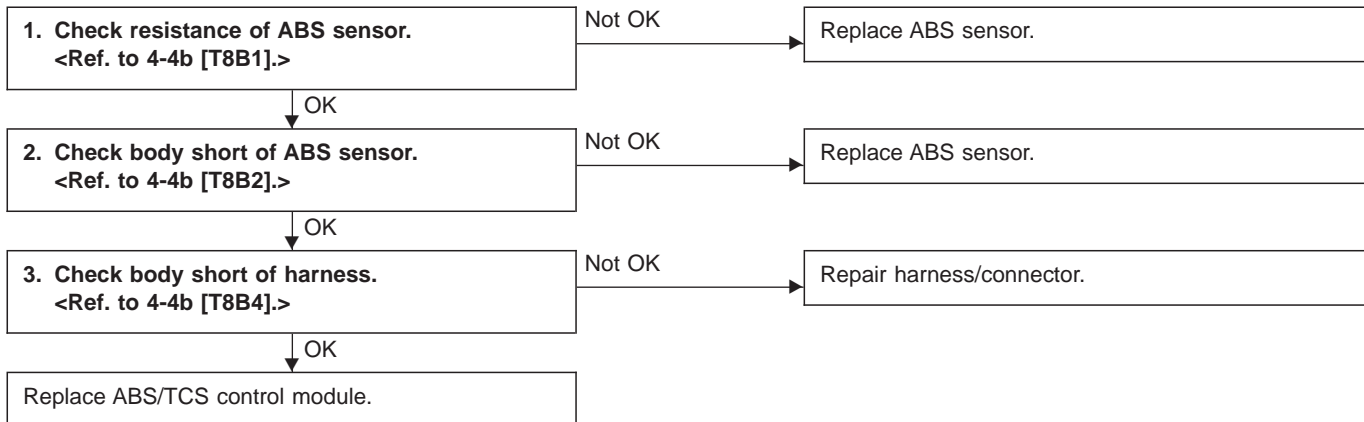 1. Check resistance of ABS sensor.
<Ref. to 4-4b [T8B1].>
Not OK
Replace ABS sensor.
OK
2. Check body short of ABS sensor.
<Ref. to 4-4b [T8B2].>
Not OK
Replace ABS sensor.
OK
3. Check body short of harness.
<Ref. to 4-4b [T8B4].>
Not OK
Repair harness/connector.
OK
Replace ABS/TCS control module.